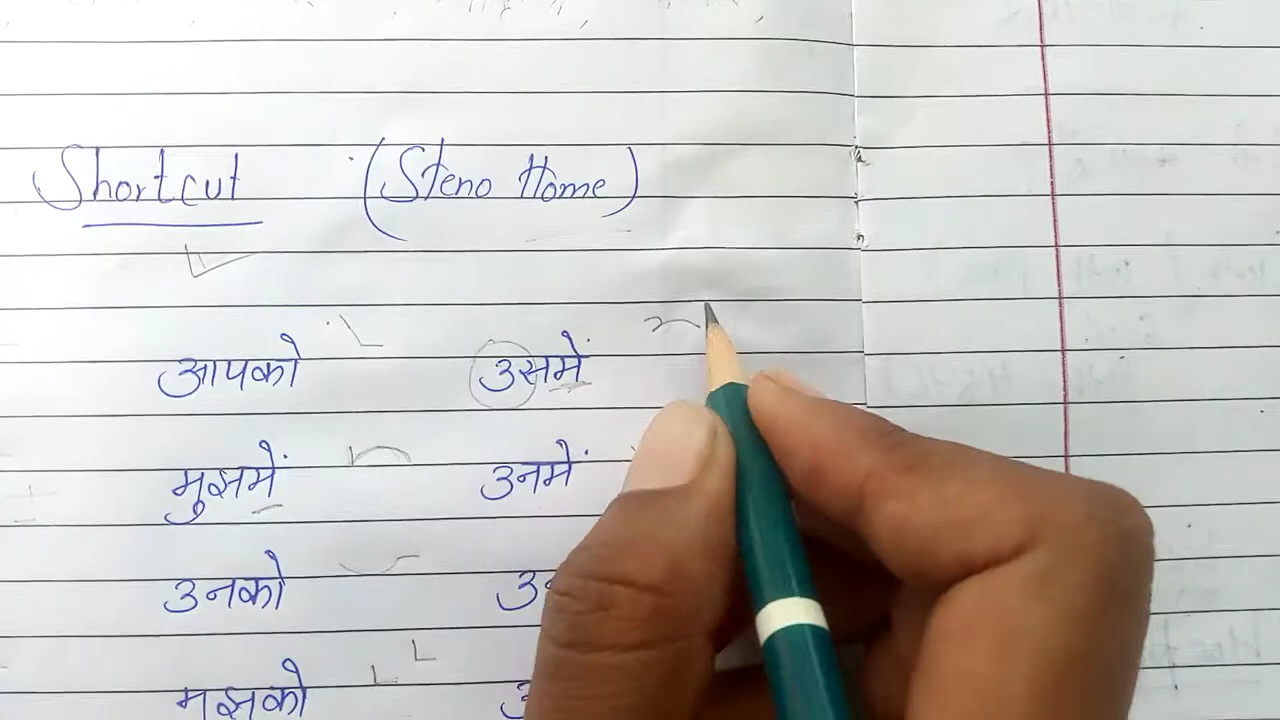 Shortcut (Steno Home)
आपको उसमें
मुझमें उनमें
उनको
मुझको